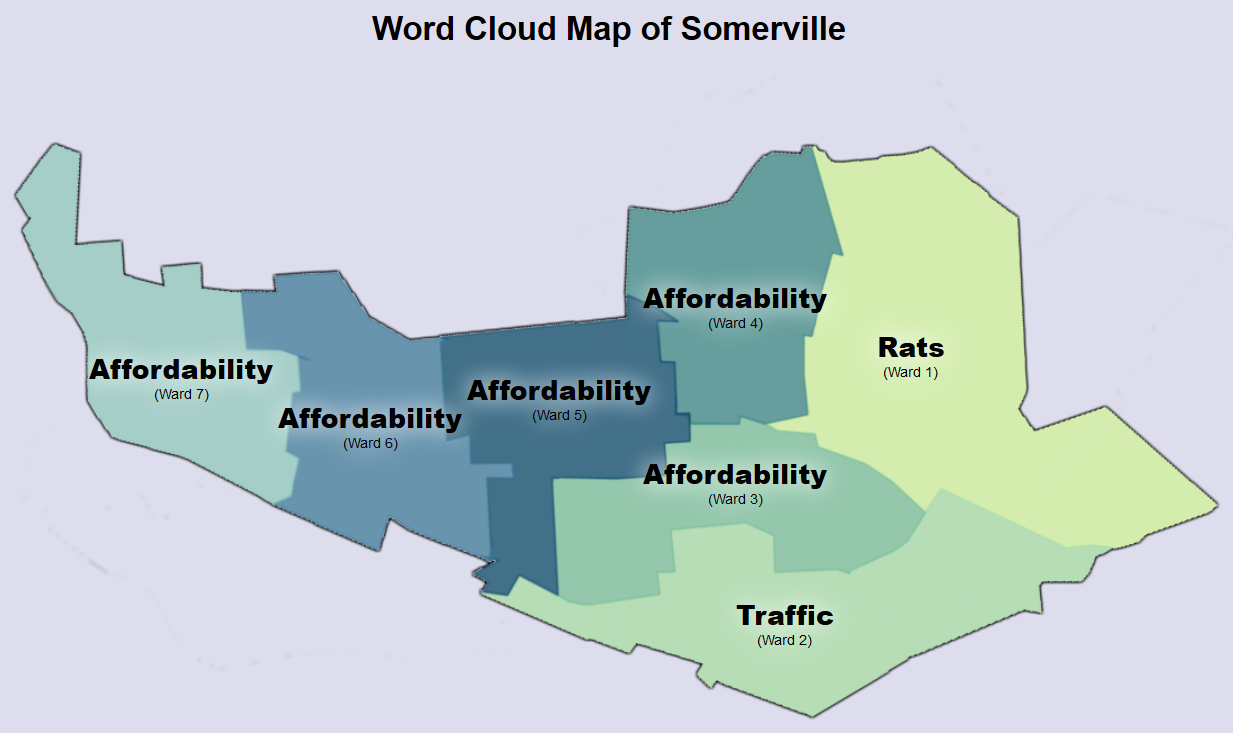 Word Cloud Map of Somerville
Affordability
(Ward 4)
Rats
(Ward 1)
Affordability
(Ward 7)
Affordability
(Ward 5)
Affordability
(Ward 6)
Affordability
(Ward 3)
Traffic
(Ward 2)